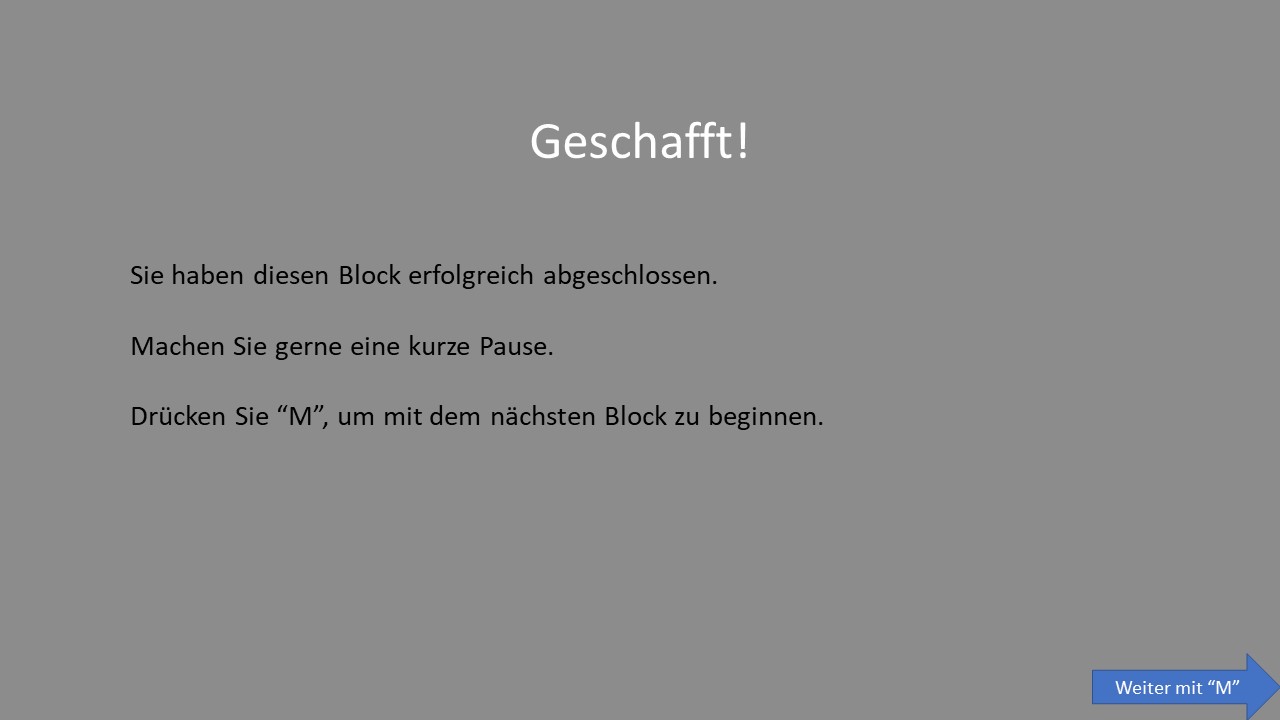 Geschafft!
Sie haben diesen Block erfolgreich abgeschlossen.
Machen Sie gerne eine kurze Pause.
Drücken Sie “M”, um mit dem nächsten Block zu beginnen.
Weiter mit “M”